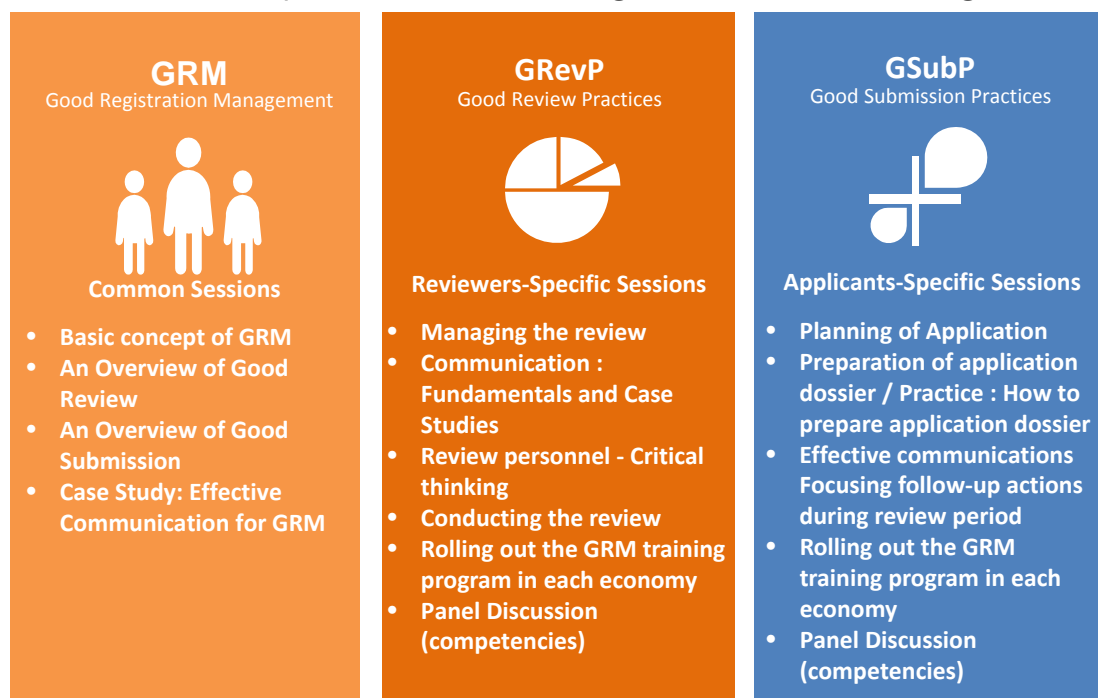 GRM
Good Registration Management
Common Sessions
• Basic concept of GRM
• An Overview of Good
Review
• An Overview of Good
Submission
• Case Study: Effective
Communication for GRM
GRevP
Good Review Practices
Reviewers-Specific Sessions
• Managing the review
• Communication :
Fundamentals and Case
Studies
• Review personnel - Critical
thinking
• Conducting the review
• Rolling out the GRM training
program in each economy
• Panel Discussion
(competencies)
GSubP
Good Submission Practices
Applicants-Specific Sessions
• Planning of Application
• Preparation of application
dossier / Practice : How to
prepare application dossier
• Effective communications
Focusing follow-up actions
during review period
• Rolling out the GRM
training program in each
economy
• Panel Discussion
(competencies)